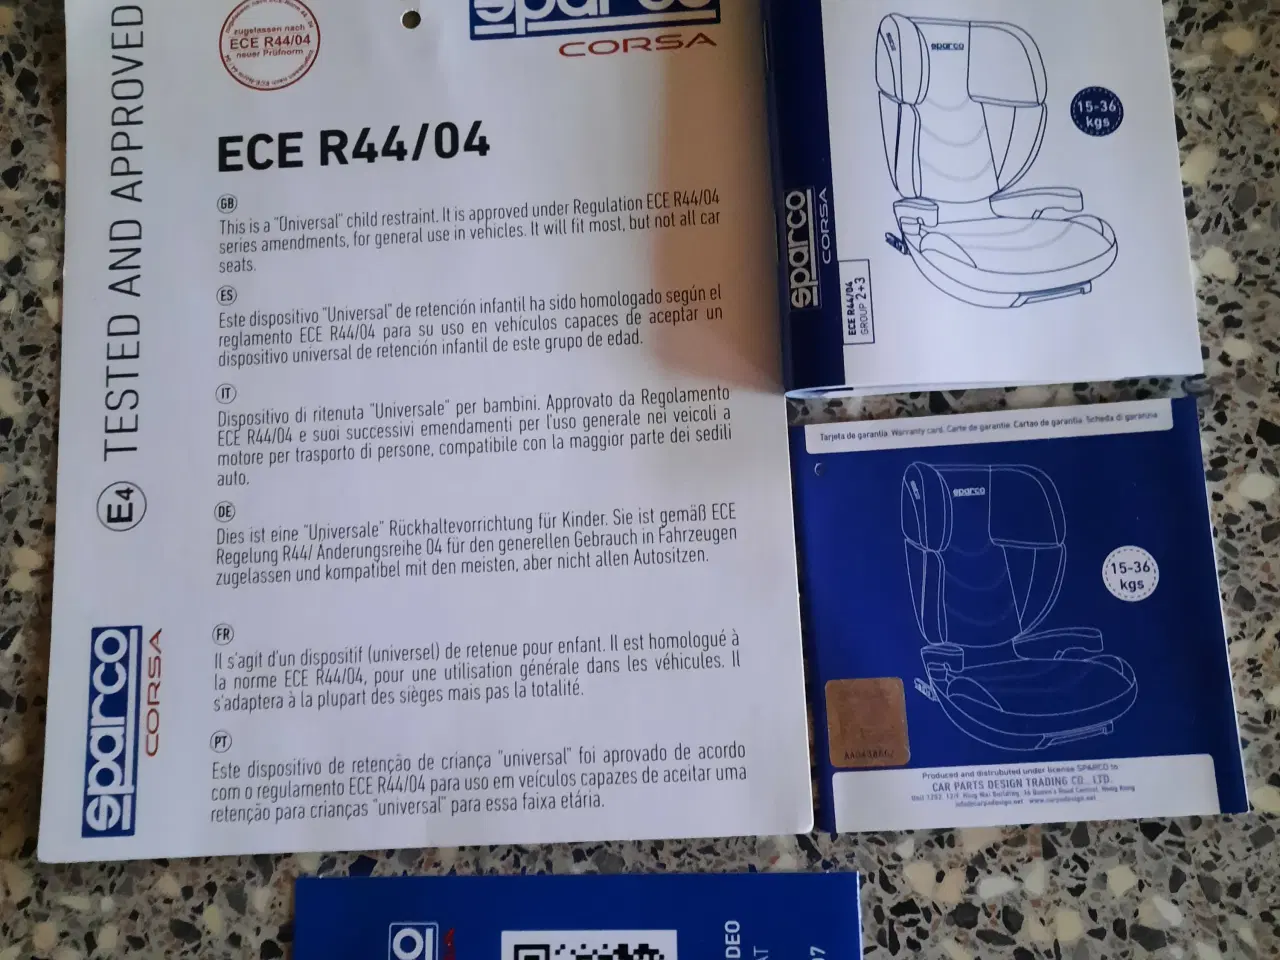 TESTED AND APPROVED
E4
sparco
CORSA
zugelassen nach
ECE R44/04
neuer Prüfnorm
sparco
CORSA
ECE R44/04
GB
This is a "Universal" child restraint. It is approved under Regulation ECE R44/04
series amendments, for general use in vehicles. It will fit most, but not all car
seats.
ES
Este dispositivo "Universal" de retención infantil ha sido homologado según el
reglamento ECE R44/04 para su uso en vehículos capaces de aceptar un
dispositivo universal de retención infantil de este grupo de edad.
IT
Dispositivo di ritenuta "Universale" per bambini. Approvato da Regolamento
ECE R44/04 e suoi successivi emendamenti per l'uso generale nei veicoli a
motore per trasporto di persone, compatibile con la maggior parte dei sedili
auto.
DE
Dies ist eine "Universale" Rückhaltevorrichtung für Kinder. Sie ist gemäß ECE
Regelung R44/ Anderungsreihe 04 für den generellen Gebrauch in Fahrzeugen
zugelassen und kompatibel mit den meisten, aber nicht allen Autositzen.
FR
Il s'agit d'un dispositif (universel) de retenue pour enfant. Il est homologué à
la norme ECE R44/04, pour une utilisation générale dans les véhicules. Il
s'adaptera à la plupart des sièges mais pas la totalité.
PT
Este dispositivo de retenção de criança "universal" foi aprovado de acordo
com o regulamento ECE R44/04 para uso em veículos capazes de aceitar uma
retenção para crianças "universal" para essa faixa etária.
sparco
15-36
kgs
sparco
CORSA
ECE R44/04
GROUP 2+3
Tarjeta de garantia. Warranty card. Carte de garantie. Cartao de garantia. Scheda di garanzia
sparco
15-36
kgs
Produced and distrubuted under license SPARCO to
CAR PARTS DESIGN TRADING CO., LTD.
info@carpadesign.net www.carpadesign.net
DEO
AT
07